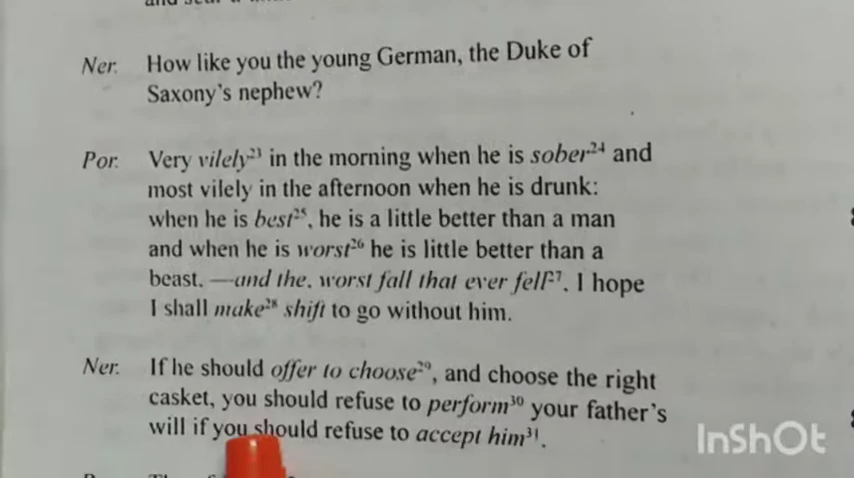 Ner. How like you the young German, the Duke of
Saxony's nephew?
Por. Very vilely²³ in the morning when he is sober²⁴ and
most vilely in the afternoon when he is drunk:
when he is best²⁵, he is a little better than a man
and when he is worst²⁶ he is little better than a
beast. —and the. worst fall that ever fell²⁷. I hope
I shall make²⁸ shift to go without him.
Ner. If he should offer to choose²⁹, and choose the right
casket, you should refuse to perform³⁰ your father's
will if you should refuse to accept him³¹.
InShOt